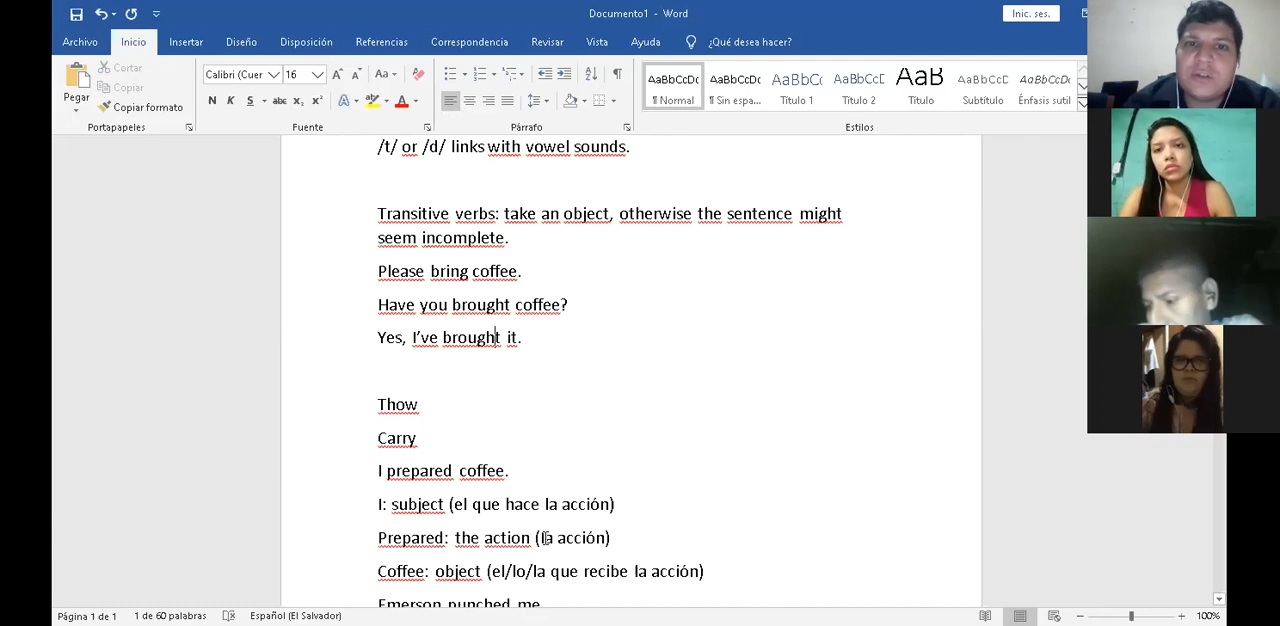 Documento1 - Word
Inic. ses.
Archivo Inicio Insertar Diseño Disposición Referencias Correspondencia Revisar Vista Ayuda ¿Qué desea hacer?
Pegar
Cortar
Copiar
Copiar formato
Portapapeles
Calibri (Cuer 16
N K S abc x₂ x²
Fuente
Párrafo
AaBbCcDc AaBbCcDc AaBbCc AaBbCcE AaB AaBbCcD AaBbCcDc
¶ Normal ¶ Sin espa... Título 1 Título 2 Título Subtítulo Énfasis sutil
Estilos
/t/ or /d/ links with vowel sounds.
Transitive verbs: take an object, otherwise the sentence might
seem incomplete.
Please bring coffee.
Have you brought coffee?
Yes, I've brought it.
Thow
Carry
I prepared coffee.
I: subject (el que hace la acción)
Prepared: the action (la acción)
Coffee: object (el/lo/la que recibe la acción)
Emerson punched me
Página 1 de 1 1 de 60 palabras Español (El Salvador) 100%